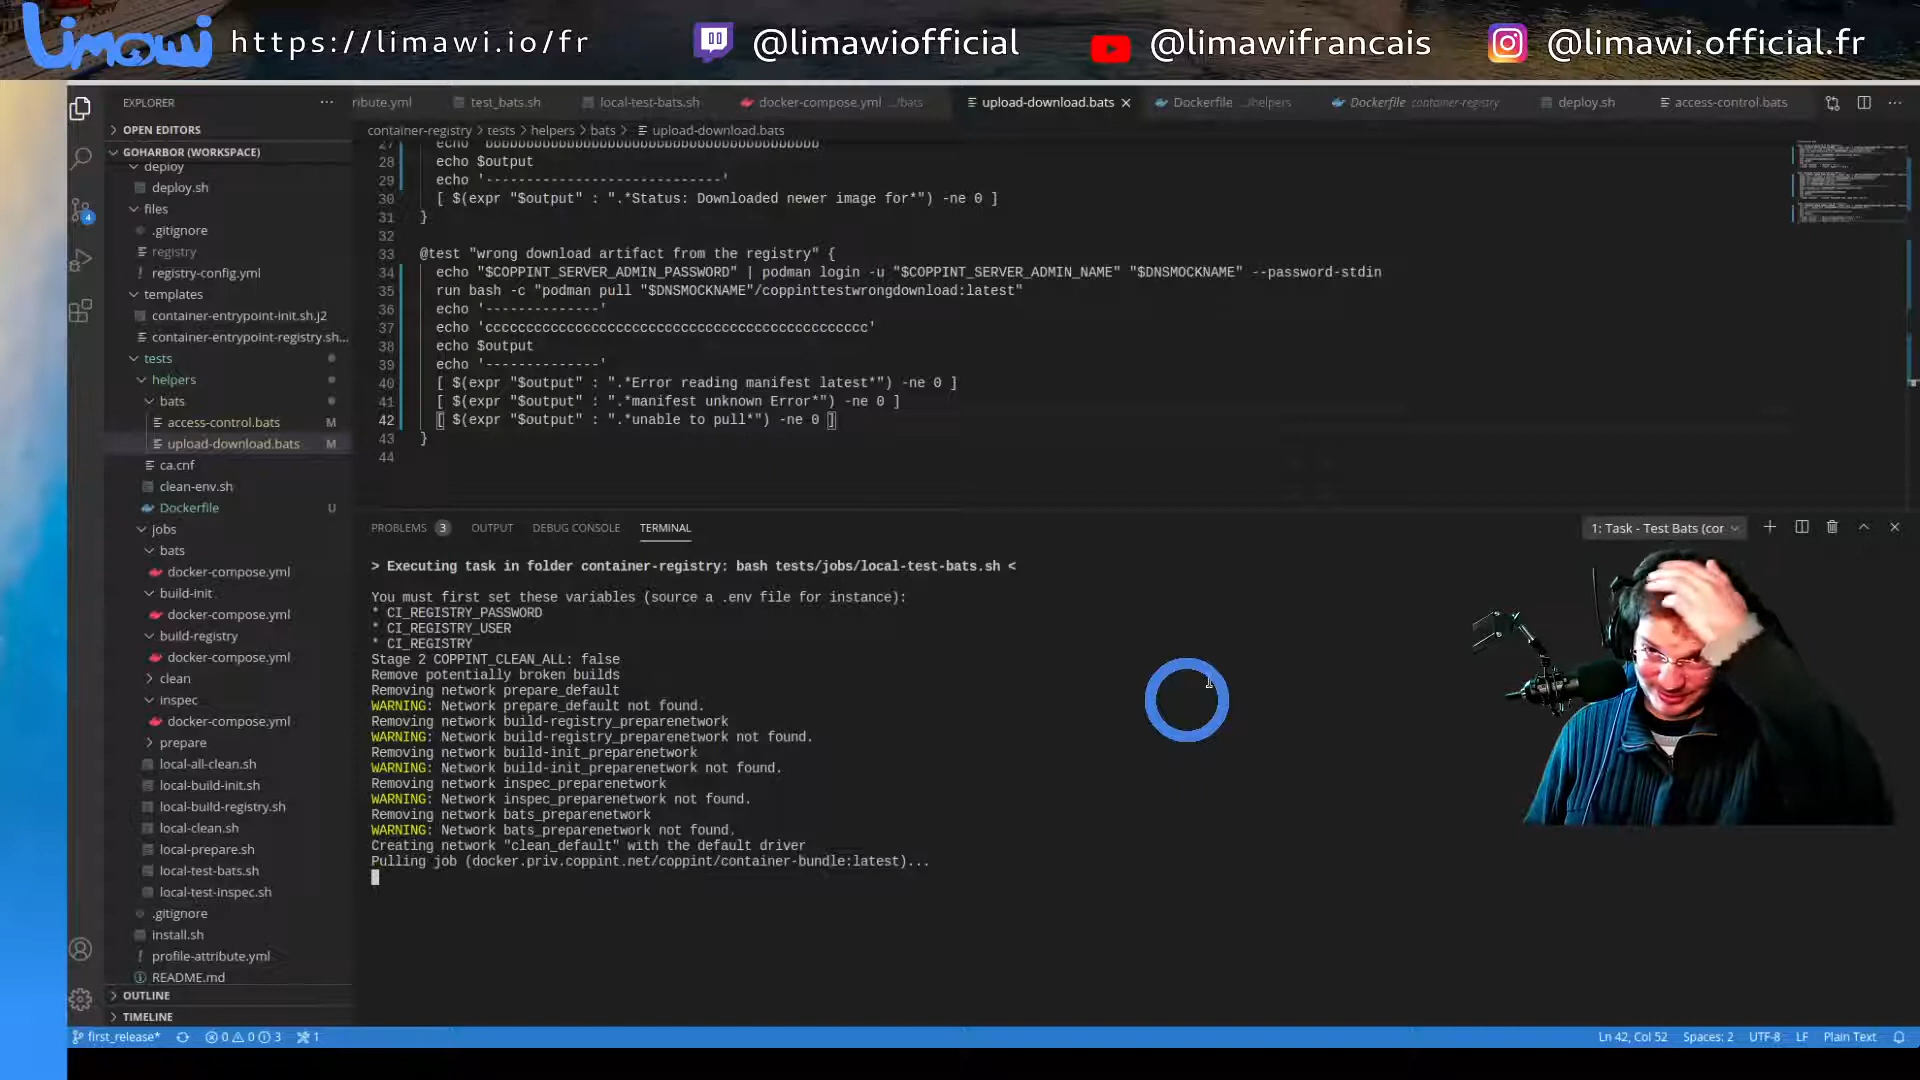 Limawi https://limawi.io/fr @limawiofficial @limawifrancais @limawi.official.fr
EXPLORER ···
ribute.yml test_bats.sh local-test-bats.sh docker-compose.yml .../bats upload-download.bats Dockerfile .../helpers Dockerfile container-registry deploy.sh access-control.bats ···
OPEN EDITORS
GOHARBOR (WORKSPACE)
deploy
deploy.sh
files
.gitignore
registry
registry-config.yml
templates
container-entrypoint-init.sh.j2
container-entrypoint-registry.sh...
tests
helpers
bats
access-control.bats M
upload-download.bats M
ca.cnf
clean-env.sh
Dockerfile U
jobs
bats
docker-compose.yml
build-init
docker-compose.yml
build-registry
docker-compose.yml
clean
inspec
docker-compose.yml
prepare
local-all-clean.sh
local-build-init.sh
local-build-registry.sh
local-clean.sh
local-prepare.sh
local-test-bats.sh
local-test-inspec.sh
.gitignore
install.sh
profile-attribute.yml
README.md
OUTLINE
TIMELINE
4
container-registry > tests > helpers > bats > upload-download.bats
28 echo $output
29 echo '-----------------------------'
30 [ $(expr "$output" : ".*Status: Downloaded newer image for*") -ne 0 ]
31 }
32
33 @test "wrong download artifact from the registry" {
34 echo "$COPPINT_SERVER_ADMIN_PASSWORD" | podman login -u "$COPPINT_SERVER_ADMIN_NAME" "$DNSMOCKNAME" --password-stdin
35 run bash -c "podman pull "$DNSMOCKNAME"/coppinttestwrongdownload:latest"
36 echo '--------------'
37 echo 'ccccccccccccccccccccccccccccccccccccccccccccccc'
38 echo $output
39 echo '--------------'
40 [ $(expr "$output" : ".*Error reading manifest latest*") -ne 0 ]
41 [ $(expr "$output" : ".*manifest unknown Error*") -ne 0 ]
42 [ $(expr "$output" : ".*unable to pull*") -ne 0 ]
43 }
44
PROBLEMS 3 OUTPUT DEBUG CONSOLE TERMINAL 1: Task - Test Bats (cor
> Executing task in folder container-registry: bash tests/jobs/local-test-bats.sh <
You must first set these variables (source a .env file for instance):
* CI_REGISTRY_PASSWORD
* CI_REGISTRY_USER
* CI_REGISTRY
Stage 2 COPPINT_CLEAN_ALL: false
Remove potentially broken builds
Removing network prepare_default
WARNING: Network prepare_default not found.
Removing network build-registry_preparenetwork
WARNING: Network build-registry_preparenetwork not found.
Removing network build-init_preparenetwork
WARNING: Network build-init_preparenetwork not found.
Removing network inspec_preparenetwork
WARNING: Network inspec_preparenetwork not found.
Removing network bats_preparenetwork
WARNING: Network bats_preparenetwork not found.
Creating network "clean_default" with the default driver
Pulling job (docker.priv.coppint.net/coppint/container-bundle:latest)...
first_release* 0 0 3 1 Ln 42, Col 52 Spaces: 2 UTF-8 LF Plain Text